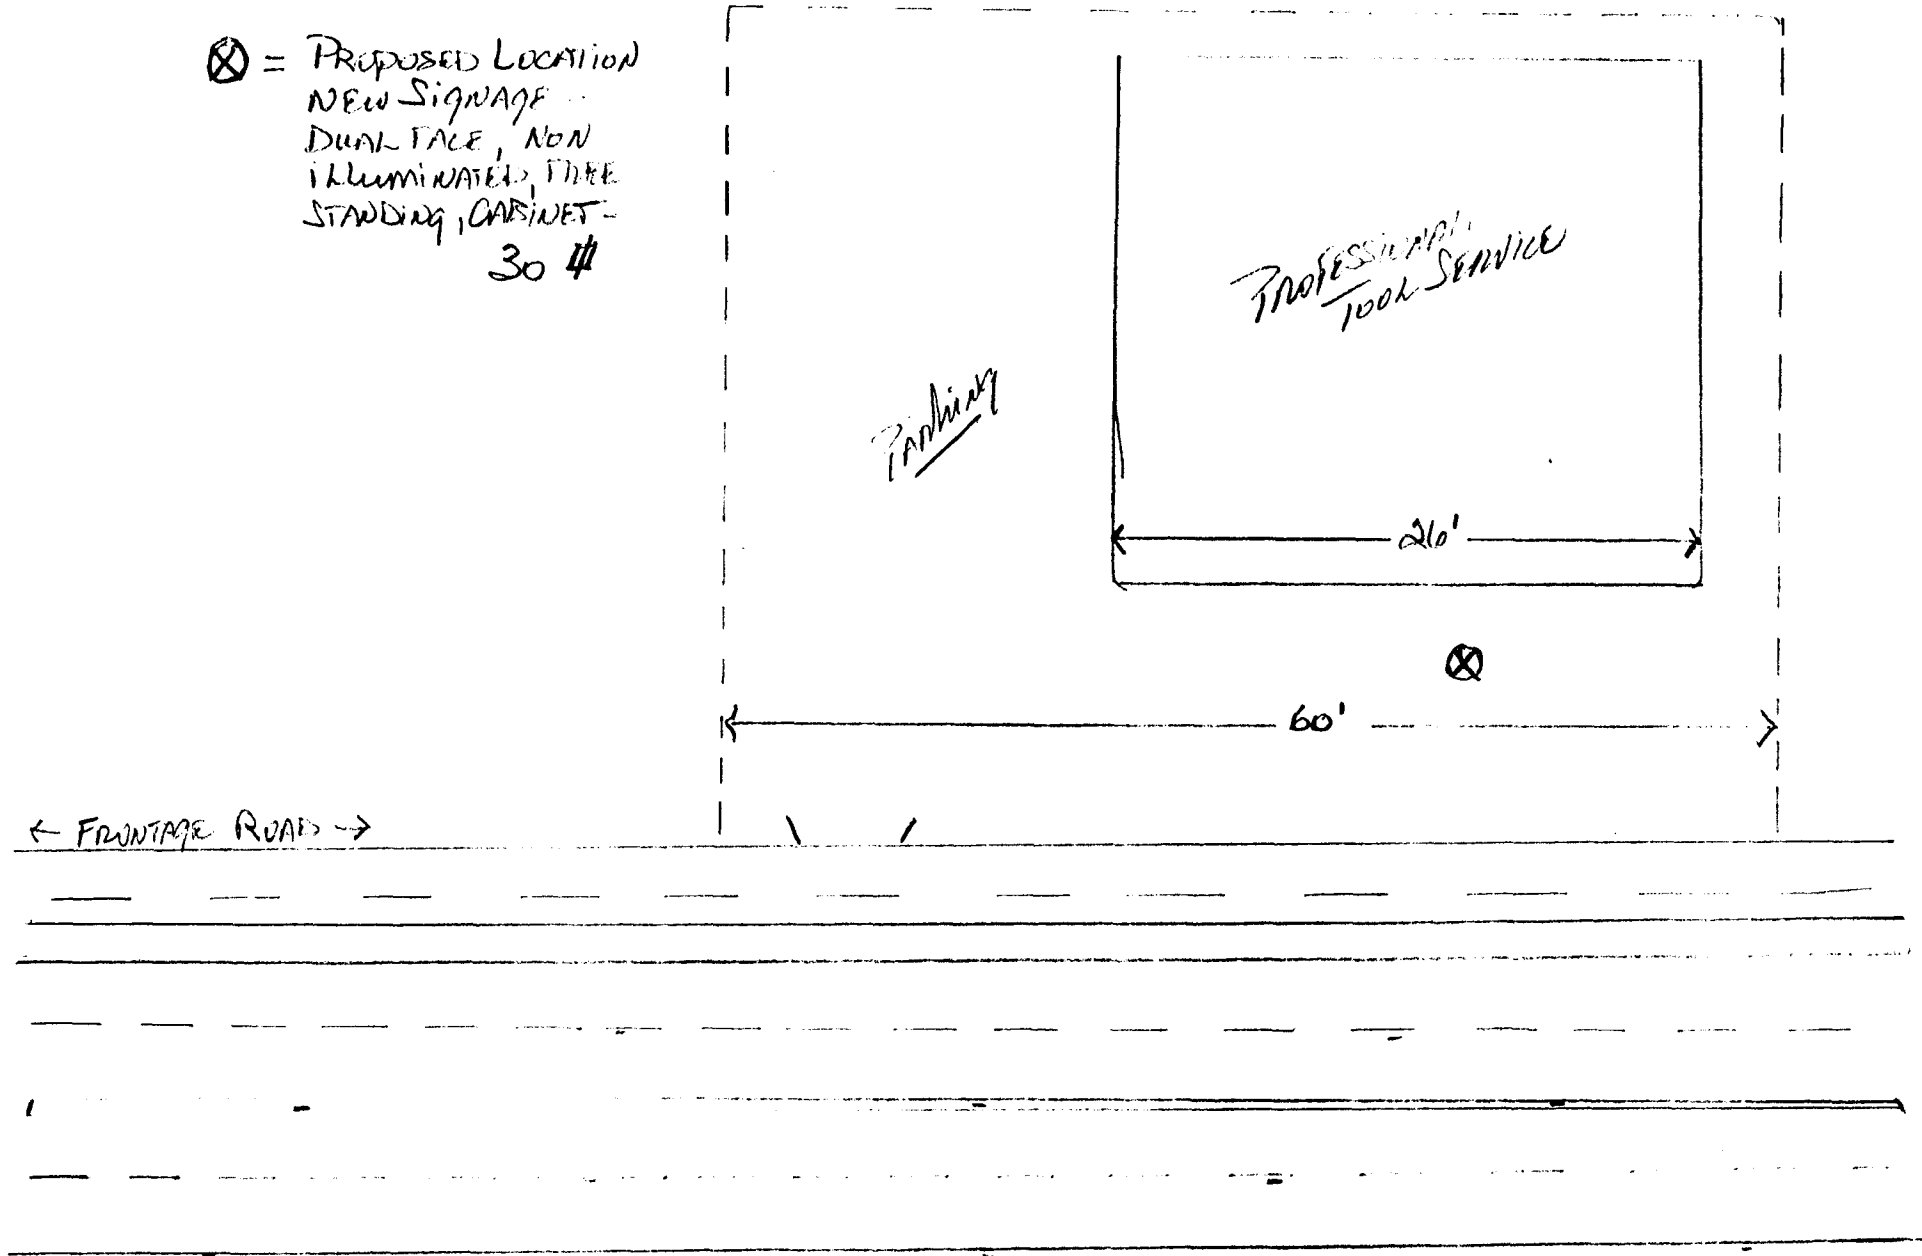 ⊗ = PROPOSED LOCATION
NEW SIGNAGE -
DUAL FACE, NON
ILLUMINATED, FREE
STANDING, CABINET -
30 #
PROFESSIONAL
TOOL SERVICE
PARKING
26'
⊗
60'
← FRONTAGE ROAD →